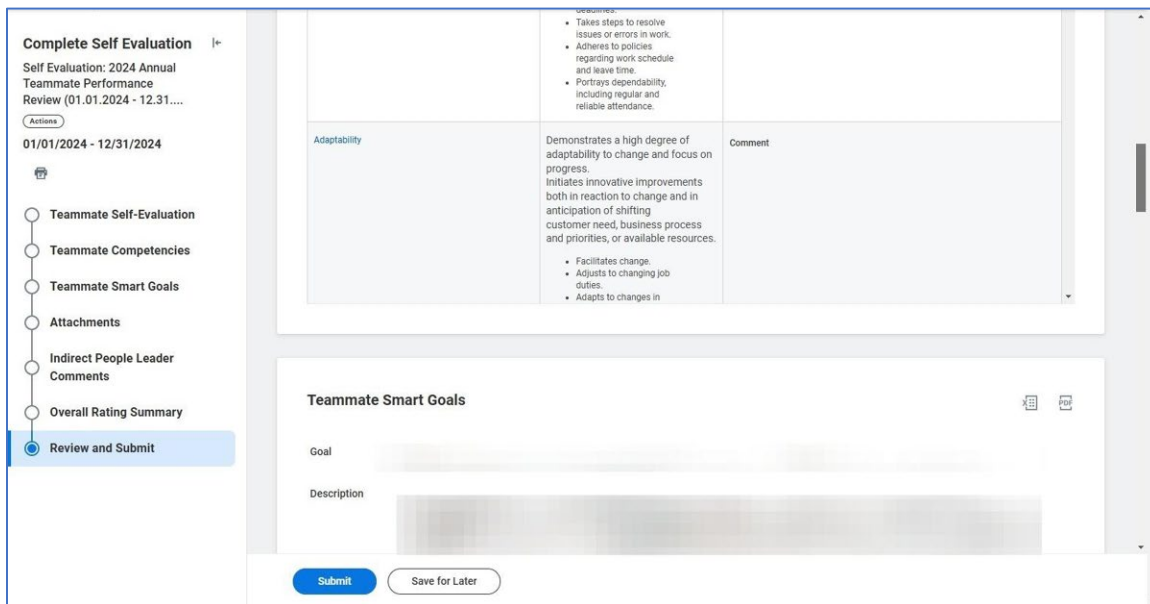 Complete Self Evaluation
Self Evaluation: 2024 Annual
Teammate Performance
Review (01.01.2024 - 12.31....
Actions
01/01/2024 - 12/31/2024
Teammate Self-Evaluation
Teammate Competencies
Teammate Smart Goals
Attachments
Indirect People Leader
Comments
Overall Rating Summary
Review and Submit
deadlines.
• Takes steps to resolve
issues or errors in work.
• Adheres to policies
regarding work schedule
and leave time.
• Portrays dependability,
including regular and
reliable attendance.
Adaptability
Demonstrates a high degree of
adaptability to change and focus on
progress.
Initiates innovative improvements
both in reaction to change and in
anticipation of shifting
customer need, business process
and priorities, or available resources.
• Facilitates change.
• Adjusts to changing job
duties.
• Adapts to changes in
Comment
Teammate Smart Goals
PDF
Goal
Description
Submit
Save for Later